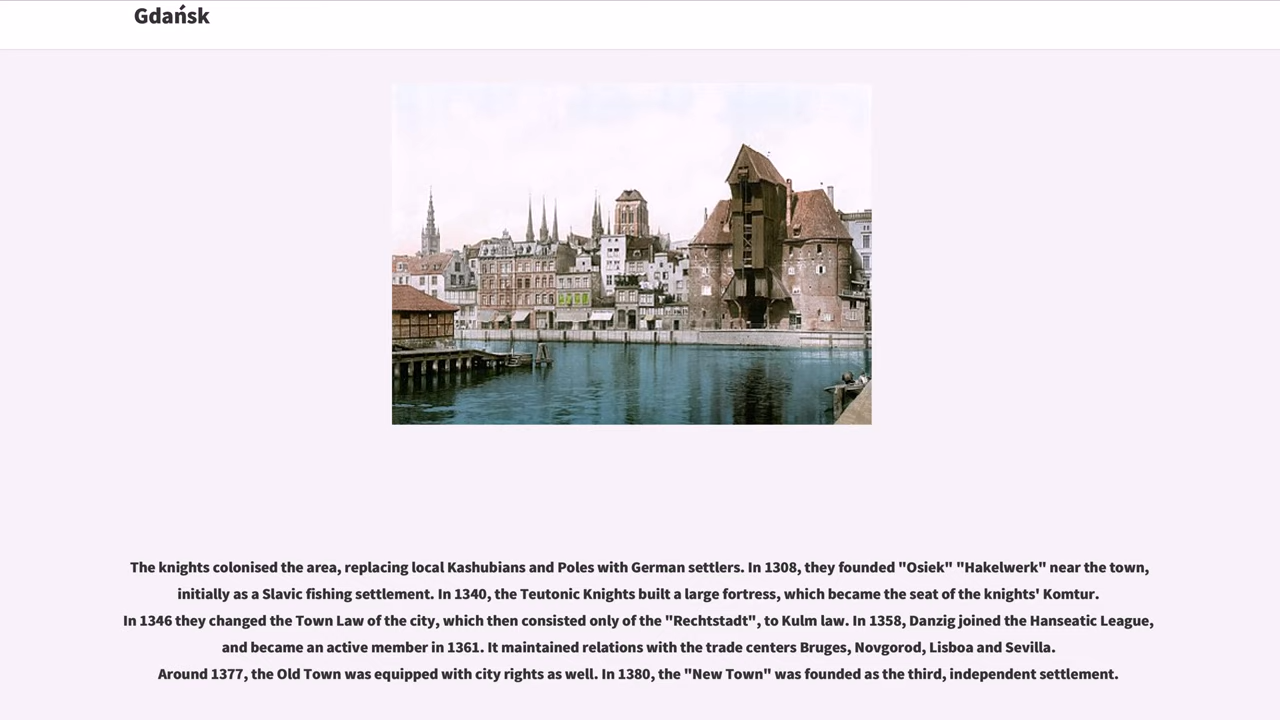 Gdańsk
The knights colonised the area, replacing local Kashubians and Poles with German settlers. In 1308, they founded "Osiek" "Hakelwerk" near the town,
initially as a Slavic fishing settlement. In 1340, the Teutonic Knights built a large fortress, which became the seat of the knights' Komtur.
In 1346 they changed the Town Law of the city, which then consisted only of the "Rechtstadt", to Kulm law. In 1358, Danzig joined the Hanseatic League,
and became an active member in 1361. It maintained relations with the trade centers Bruges, Novgorod, Lisboa and Sevilla.
Around 1377, the Old Town was equipped with city rights as well. In 1380, the "New Town" was founded as the third, independent settlement.